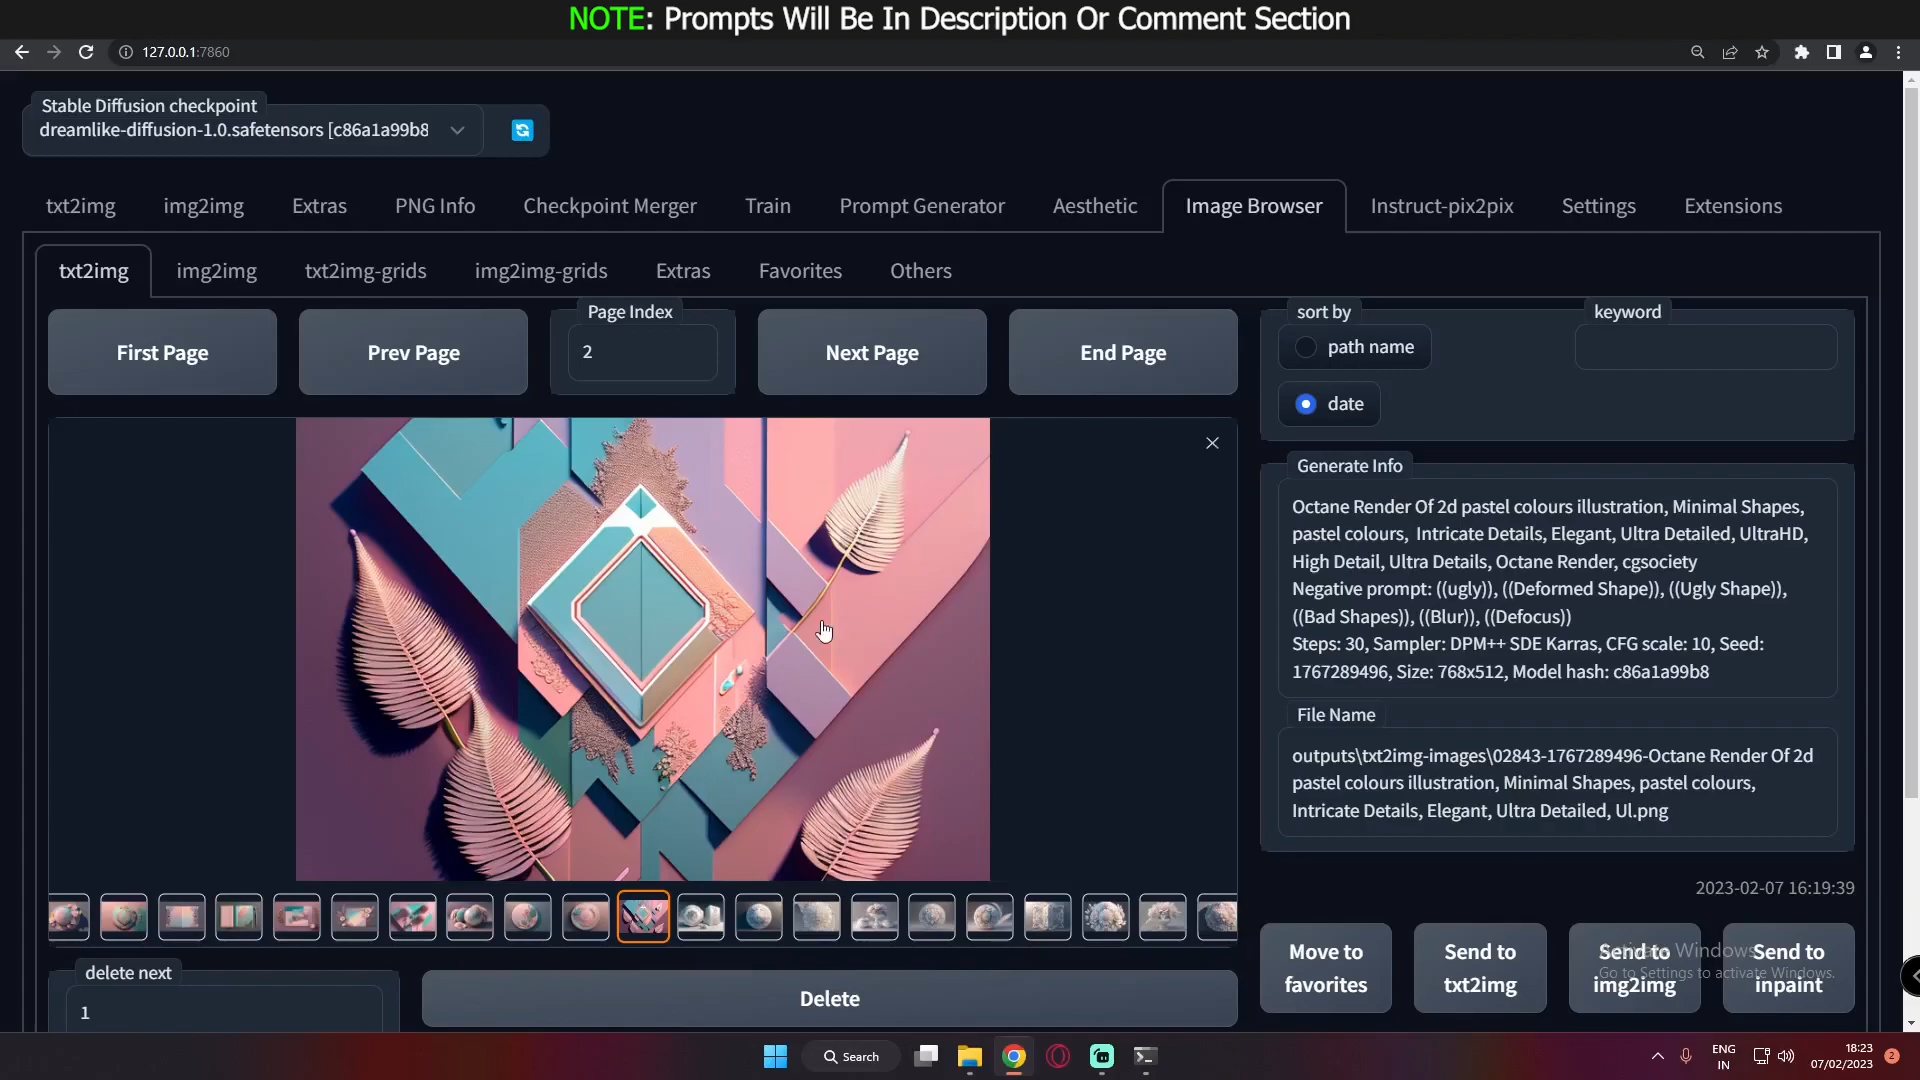 NOTE: Prompts Will Be In Description Or Comment Section
127.0.0.1:7860
Stable Diffusion checkpoint
dreamlike-diffusion-1.0.safetensors [c86a1a99b8
txt2img
img2img
Extras
PNG Info
Checkpoint Merger
Train
Prompt Generator
Aesthetic
Image Browser
Instruct-pix2pix
Settings
Extensions
txt2img
img2img
txt2img-grids
img2img-grids
Extras
Favorites
Others
First Page
Prev Page
Page Index
2
Next Page
End Page
sort by
path name
date
keyword
Generate Info
Octane Render Of 2d pastel colours illustration, Minimal Shapes,
pastel colours, Intricate Details, Elegant, Ultra Detailed, UltraHD,
High Detail, Ultra Details, Octane Render, cgsociety
Negative prompt: ((ugly)), ((Deformed Shape)), ((Ugly Shape)),
((Bad Shapes)), ((Blur)), ((Defocus))
Steps: 30, Sampler: DPM++ SDE Karras, CFG scale: 10, Seed:
1767289496, Size: 768x512, Model hash: c86a1a99b8
File Name
outputs\txt2img-images\02843-1767289496-Octane Render Of 2d
pastel colours illustration, Minimal Shapes, pastel colours,
Intricate Details, Elegant, Ultra Detailed, Ul.png
2023-02-07 16:19:39
Move to
favorites
Send to
txt2img
Send to
img2img
Send to
inpaint
Activate Windows
Go to Settings to activate Windows.
delete next
1
Delete
Search
ENG
IN
18:23
07/02/2023
2